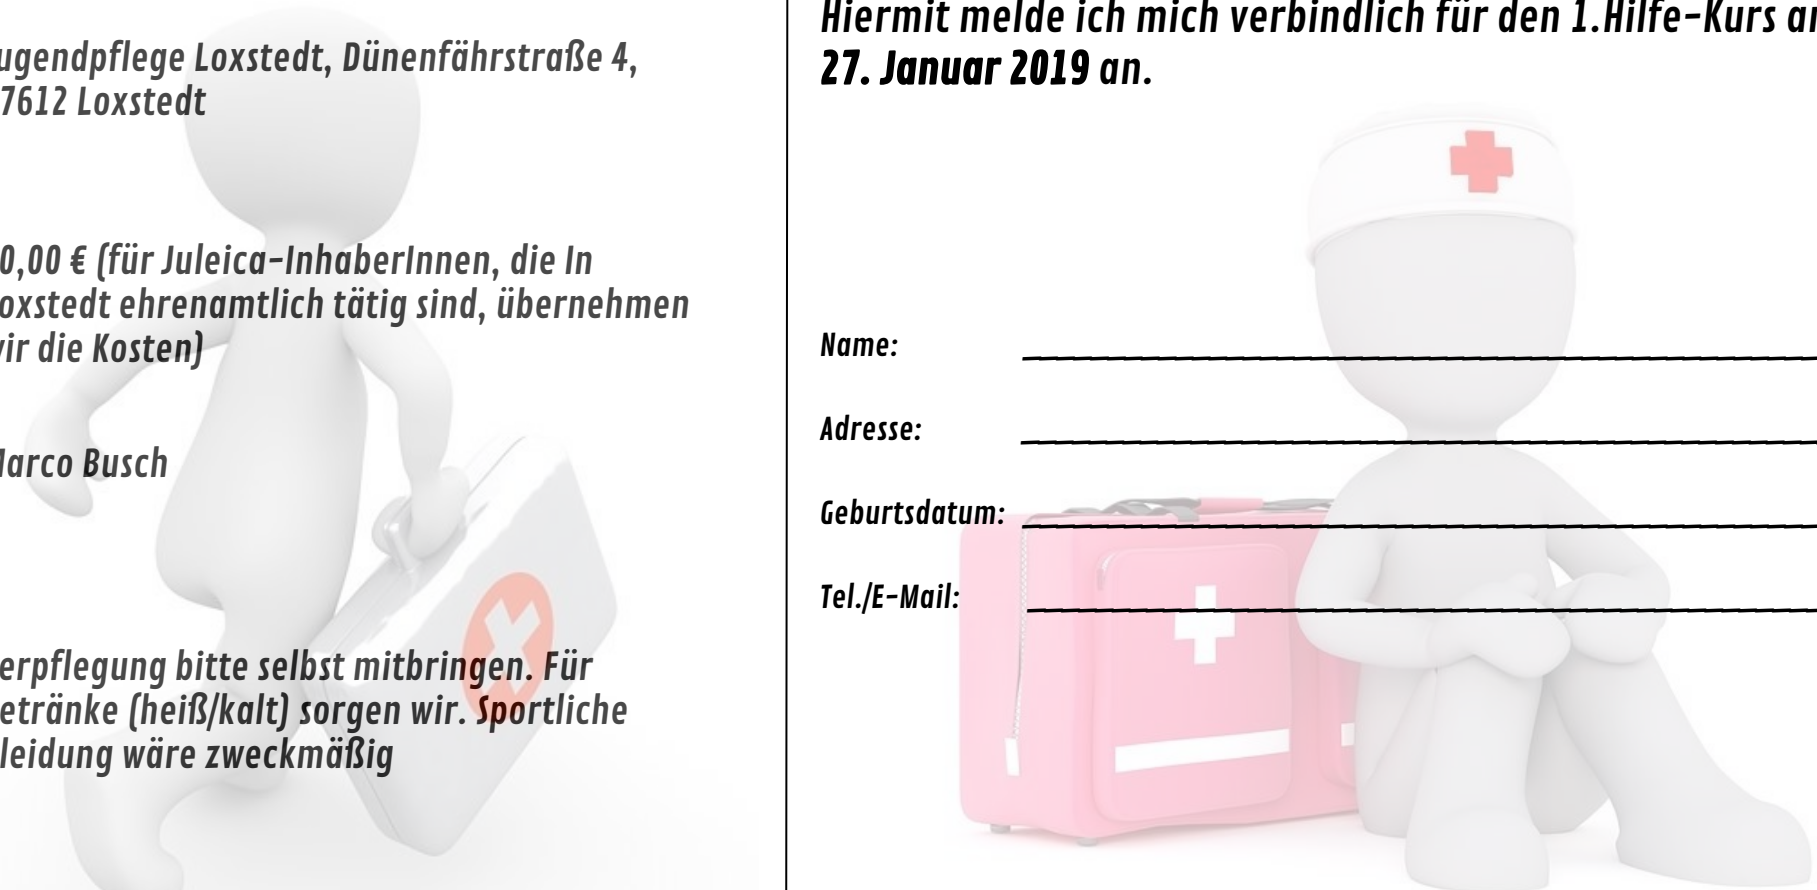 ugendpflege Loxstedt, Dünenfährstraße 4,
7612 Loxstedt
0,00 € (für Juleica-InhaberInnen, die In
oxstedt ehrenamtlich tätig sind, übernehmen
ir die Kosten)
arco Busch
erpflegung bitte selbst mitbringen. Für
etränke (heiß/kalt) sorgen wir. Sportliche
leidung wäre zweckmäßig
Hiermit melde ich mich verbindlich für den 1.Hilfe-Kurs a
27. Januar 2019 an.
Name:
Adresse:
Geburtsdatum:
Tel./E-Mail: